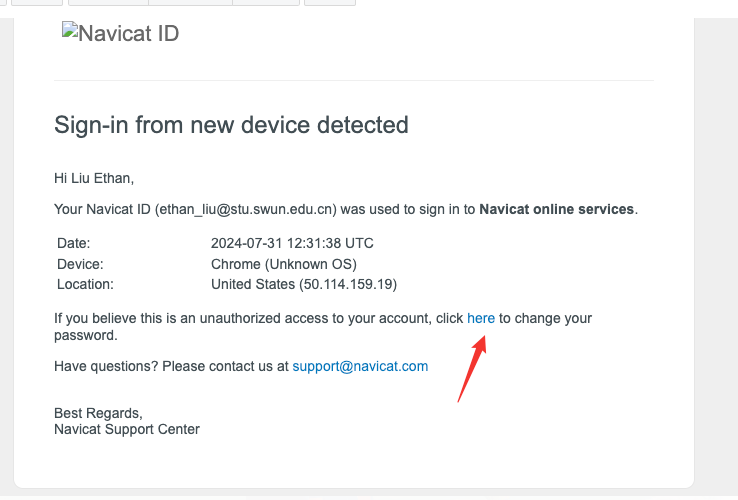 Navicat ID
Sign-in from new device detected
Hi Liu Ethan,
Your Navicat ID (ethan_liu@stu.swun.edu.cn) was used to sign in to Navicat online services.
Date: 2024-07-31 12:31:38 UTC
Device: Chrome (Unknown OS)
Location: United States (50.114.159.19)
If you believe this is an unauthorized access to your account, click here to change your
password.
Have questions? Please contact us at support@navicat.com
Best Regards,
Navicat Support Center